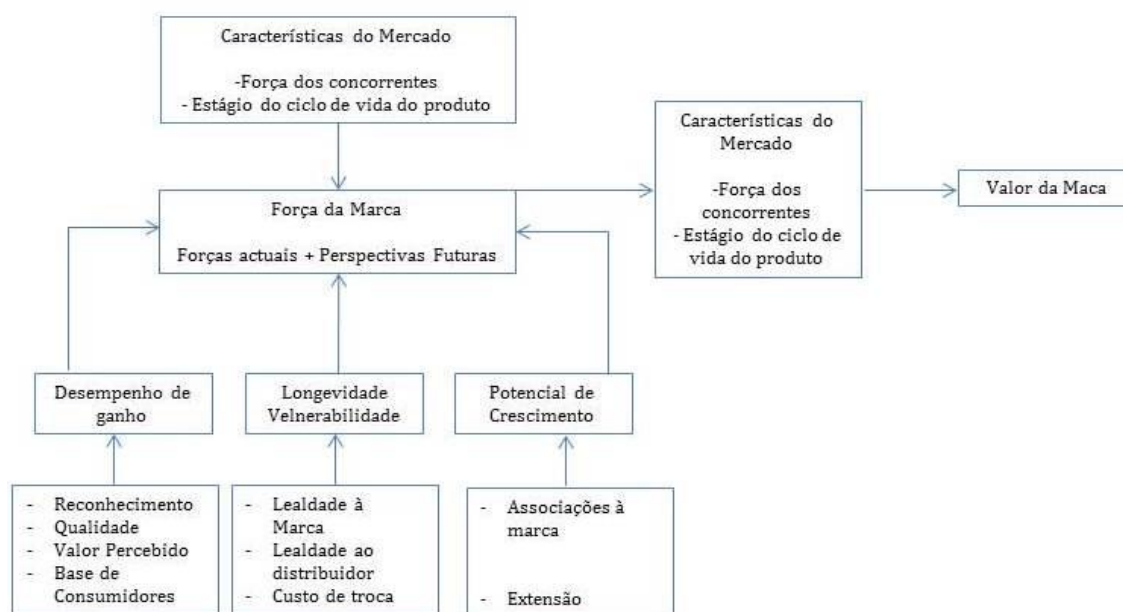 Características do Mercado
-Força dos concorrentes
- Estágio do ciclo de vida do produto
Características do
Mercado
-Força dos
concorrentes
- Estágio do ciclo de
vida do produto
Valor da Maca
Força da Marca
Forças actuais + Perspectivas Futuras
Desempenho de
ganho
Longevidade
Velnerabilidade
Potencial de
Crescimento
- Reconhecimento
- Qualidade
- Valor Percebido
- Base de
Consumidores
- Lealdade à
Marca
- Lealdade ao
distribuidor
- Custo de troca
- Associações à
marca
- Extensão